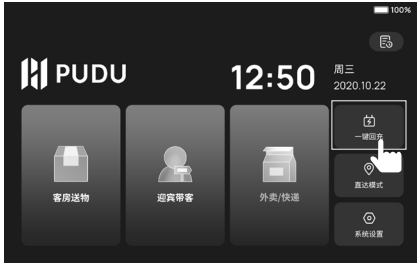 100%
PUDU
12:50
周三
2020.10.22
一键回充
客房送物
迎宾带客
外卖/快递
直达模式
系统设置